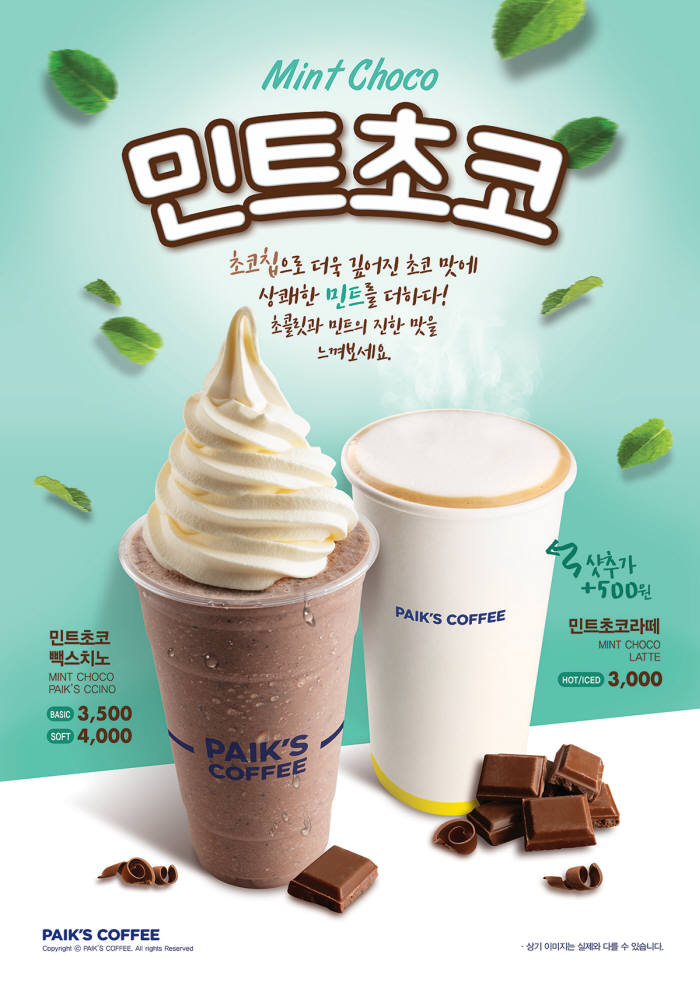 Mint Choco
민트초코
초코칩으로 더욱 깊어진 초코 맛에
상쾌한 민트를 더하다!
초콜릿과 민트의 진한 맛을
느껴보세요.
샷추가
+500원
PAIK'S COFFEE
민트초코라떼
MINT CHOCO
LATTE
HOT/ICED 3,000
민트초코
빽스치노
MINT CHOCO
PAIK'S CCINO
BASIC 3,500
SOFT 4,000
PAIK'S
COFFEE
PAIK'S COFFEE
Copyright ⓒ PAIK'S COFFEE. All rights Reserved
· 상기 이미지는 실제와 다를 수 있습니다.